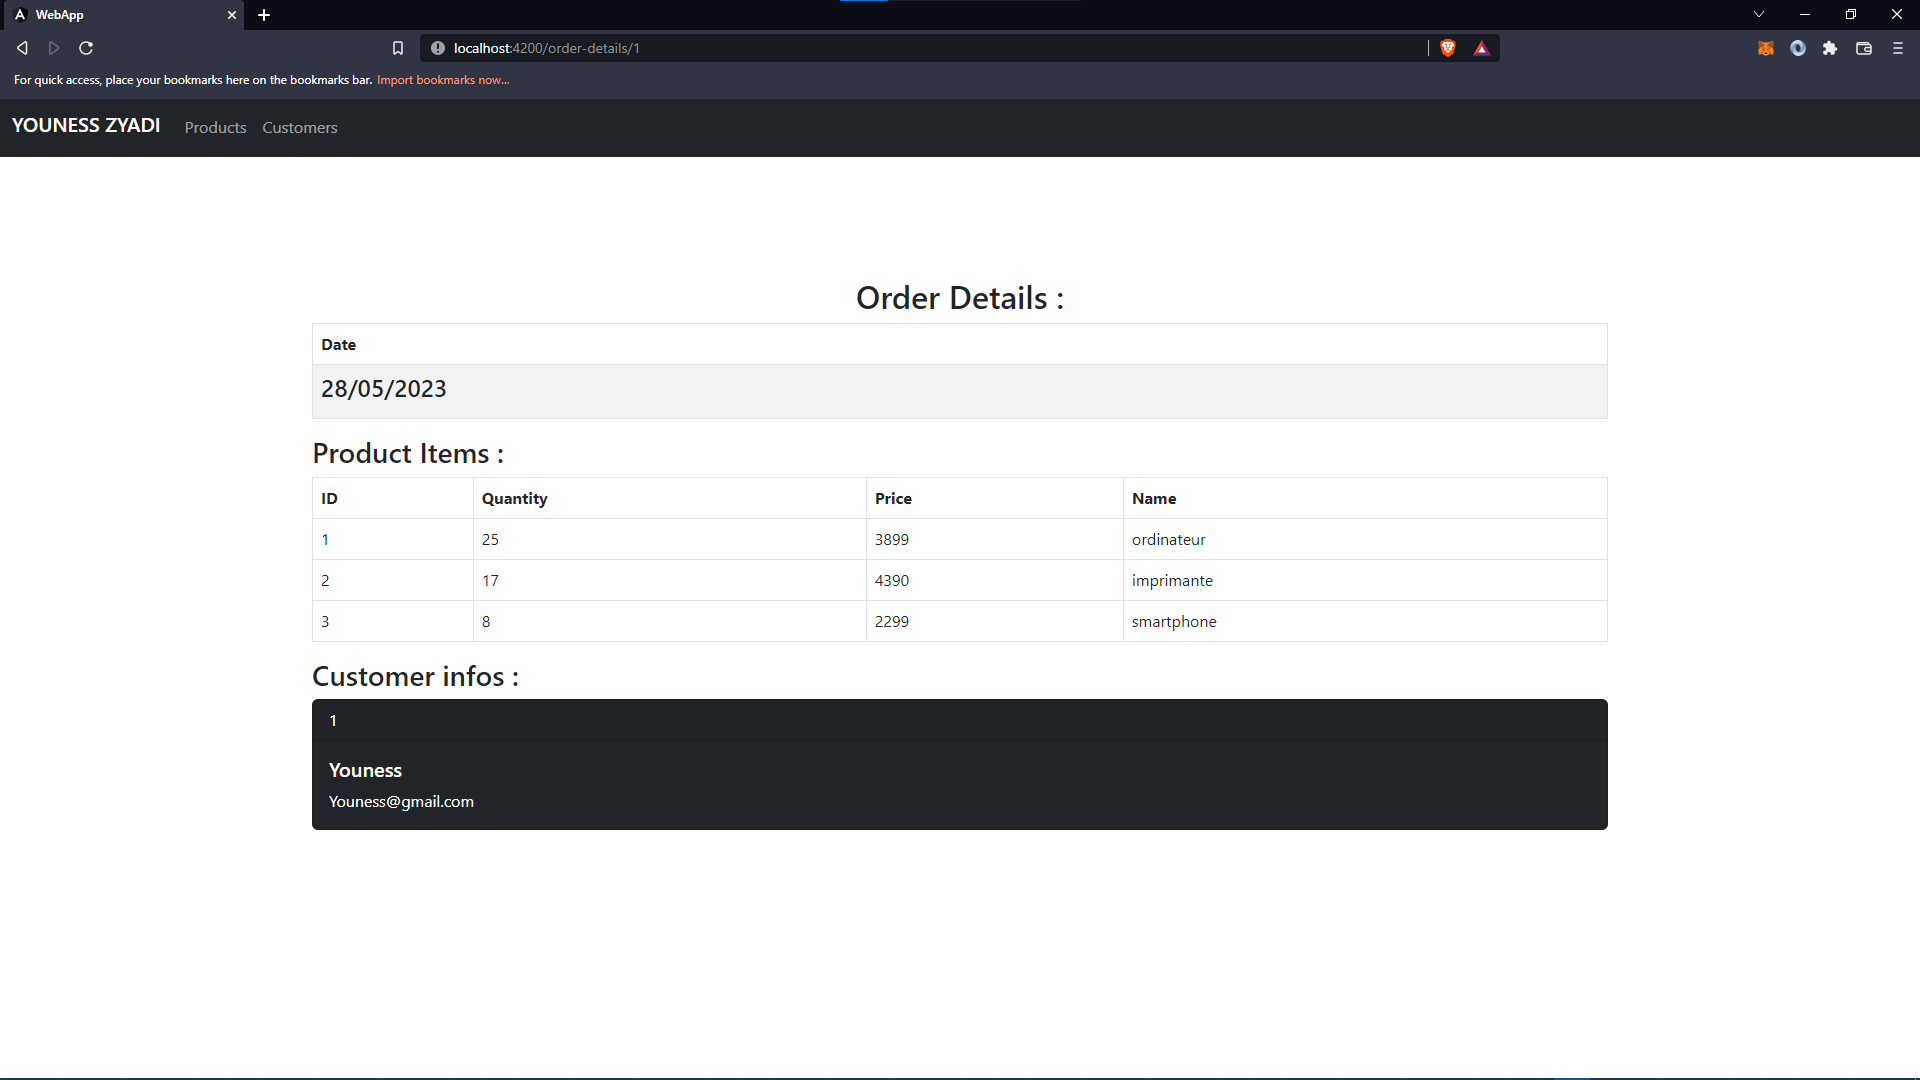 WebApp
localhost:4200/order-details/1
For quick access, place your bookmarks here on the bookmarks bar. Import bookmarks now...
YOUNESS ZYADI Products Customers
Order Details :
Date
28/05/2023
Product Items :
ID Quantity Price Name
1 25 3899 ordinateur
2 17 4390 imprimante
3 8 2299 smartphone
Customer infos :
1
Youness
Youness@gmail.com